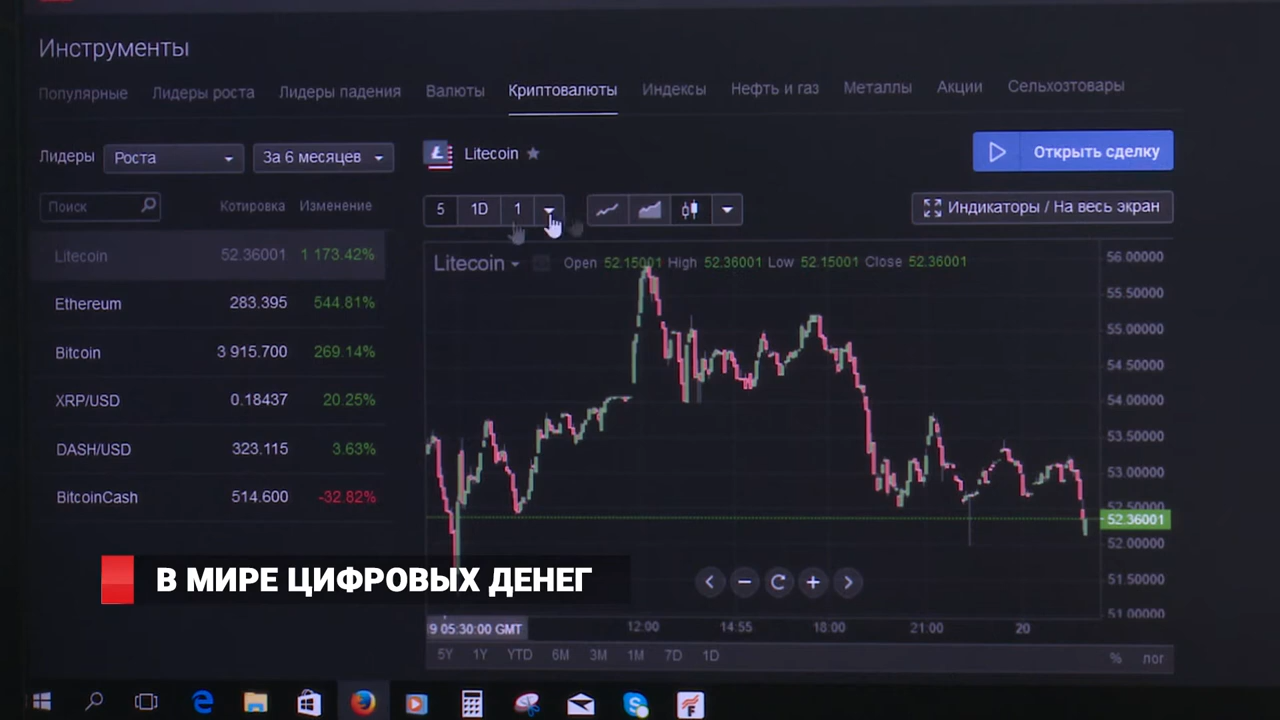 Инструменты
Популярные Лидеры роста Лидеры падения Валюты Криптовалюты Индексы Нефть и газ Металлы Акции Сельхозтовары
Лидеры Роста За 6 месяцев Litecoin Открыть сделку
Поиск Котировка Изменение 5 1D 1 Индикаторы / На весь экран
Litecoin 52.36001 1 173.42%
Ethereum 283.395 544.81%
Bitcoin 3 915.700 269.14%
XRP/USD 0.18437 20.25%
DASH/USD 323.115 3.63%
BitcoinCash 514.600 -32.82%
Litecoin Open 52.15001 High 52.36001 Low 52.15001 Close 52.36001
56.00000
55.50000
55.00000
54.50000
54.00000
53.50000
53.00000
52.50000
52.36001
52.00000
51.50000
51.00000
В МИРЕ ЦИФРОВЫХ ДЕНЕГ
9 05:30:00 GMT 12:00 14:55 18:00 21:00 20
5Y 1Y YTD 6M 3M 1M 7D 1D % лог